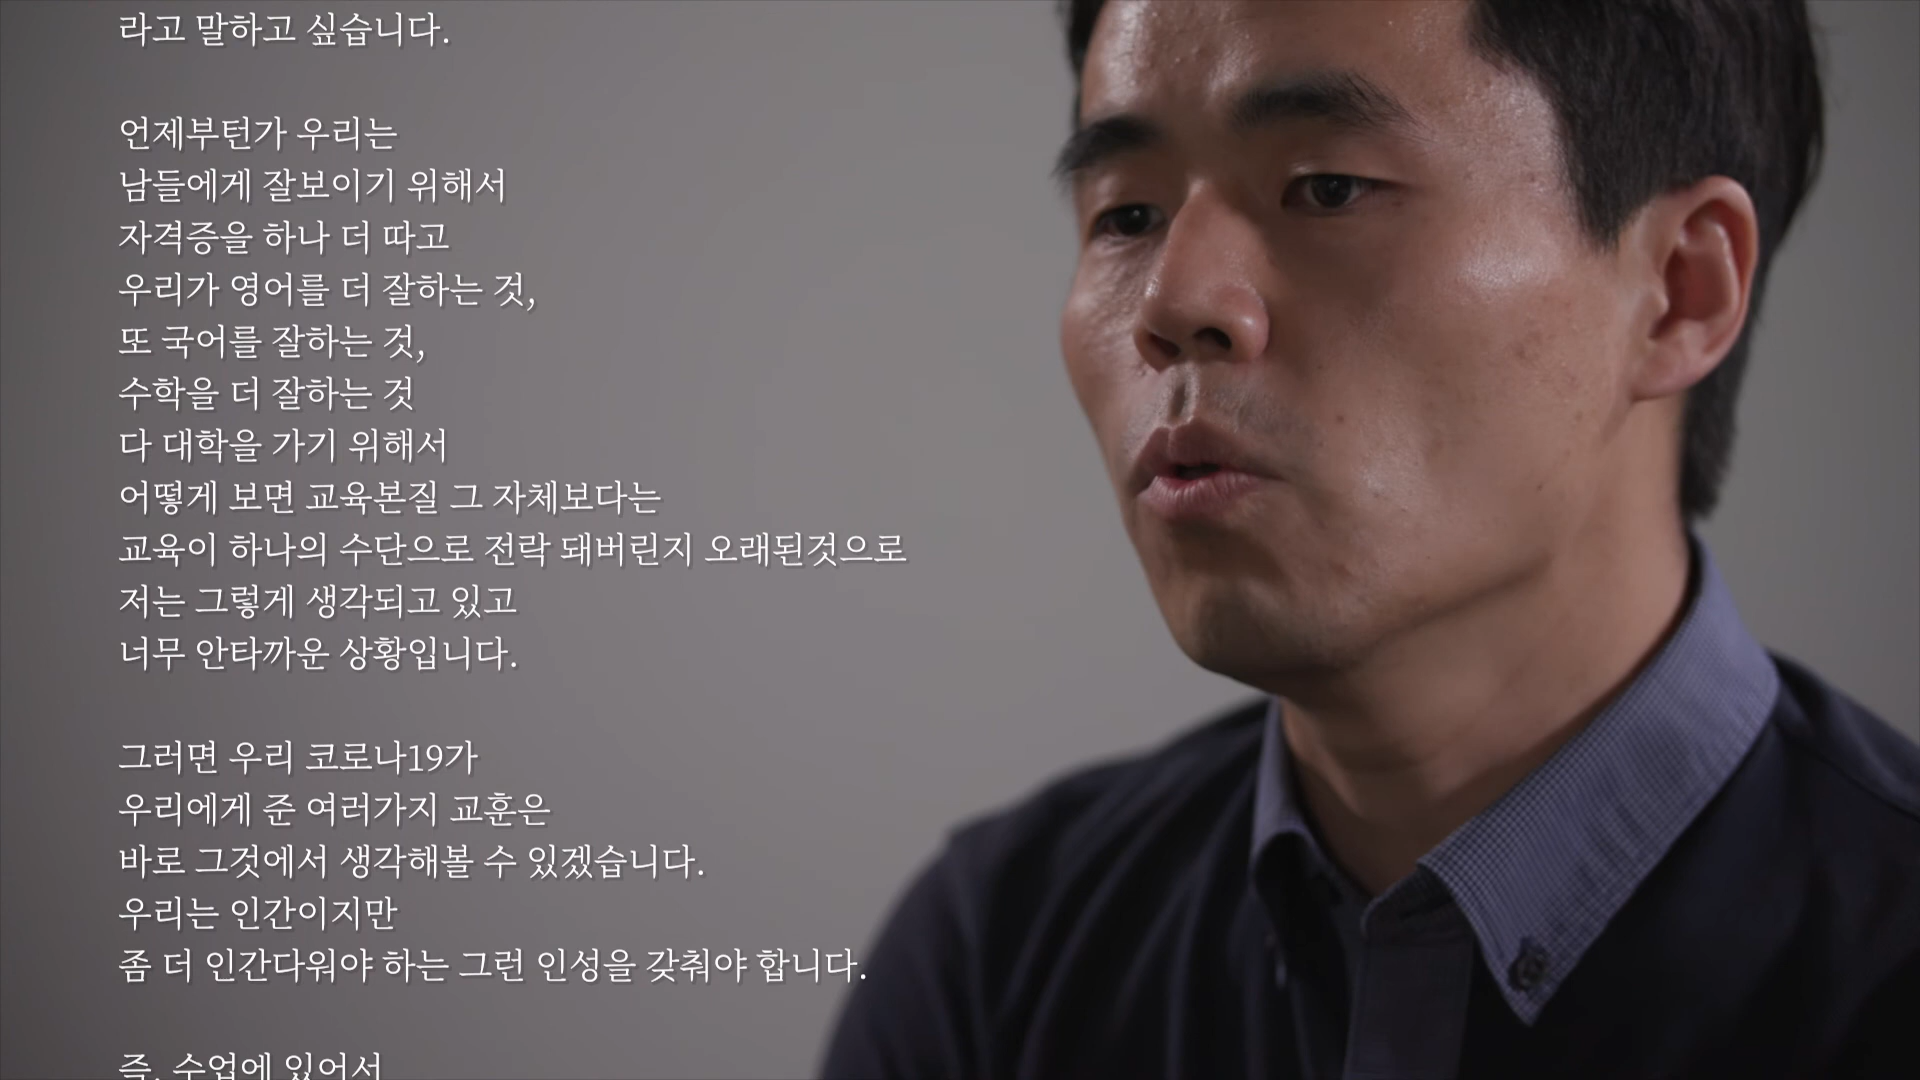 라고 말하고 싶습니다.
언제부턴가 우리는
남들에게 잘보이기 위해서
자격증을 하나 더 따고
우리가 영어를 더 잘하는 것,
또 국어를 잘하는 것,
수학을 더 잘하는 것
다 대학을 가기 위해서
어떻게 보면 교육본질 그 자체보다는
교육이 하나의 수단으로 전락 돼버린지 오래된것으로
저는 그렇게 생각되고 있고
너무 안타까운 상황입니다.
그러면 우리 코로나19가
우리에게 준 여러가지 교훈은
바로 그것에서 생각해볼 수 있겠습니다.
우리는 인간이지만
좀 더 인간다워야 하는 그런 인성을 갖춰야 합니다.
즉, 수업에 있어서